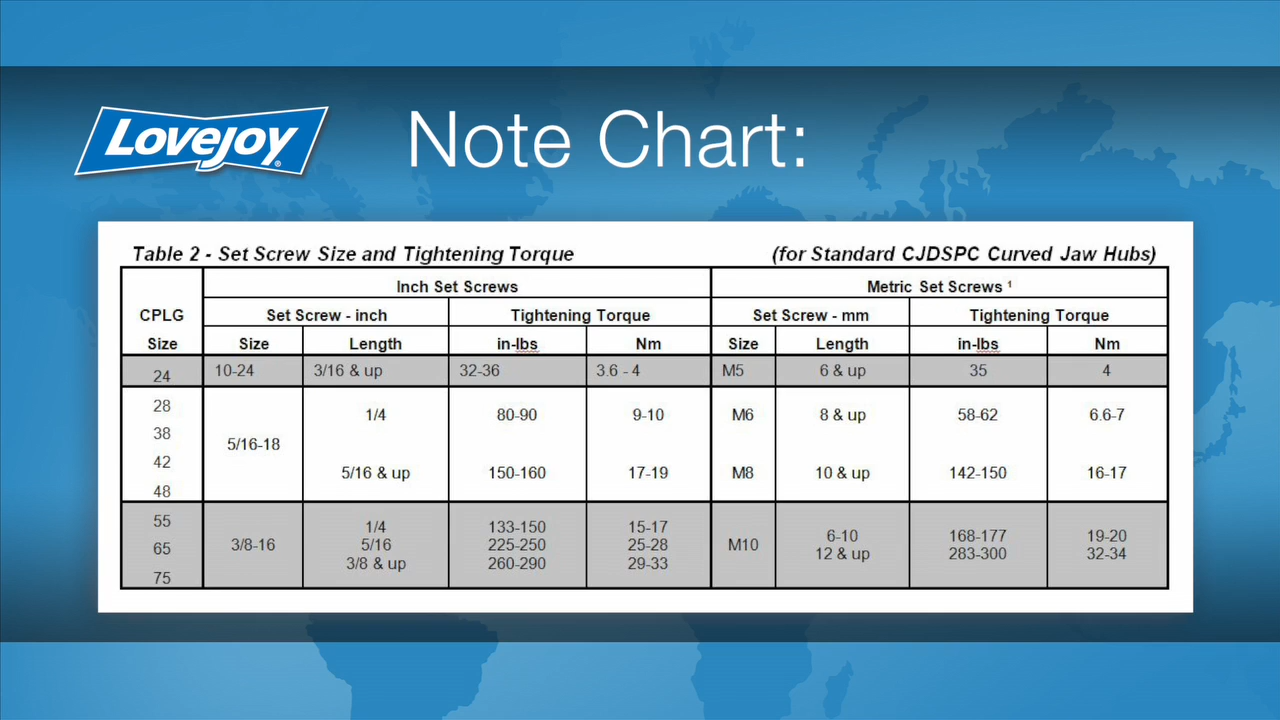 Lovejoy®
Note Chart:
Table 2 - Set Screw Size and Tightening Torque (for Standard CJDSPC Curved Jaw Hubs)
Inch Set Screws Metric Set Screws ¹
CPLG Set Screw - inch Tightening Torque Set Screw - mm Tightening Torque
Size Size Length in-lbs Nm Size Length in-lbs Nm
24 10-24 3/16 & up 32-36 3.6 - 4 M5 6 & up 35 4
28 1/4 80-90 9-10 M6 8 & up 58-62 6.6-7
38
5/16-18
42 5/16 & up 150-160 17-19 M8 10 & up 142-150 16-17
48
55 1/4 133-150 15-17 6-10 168-177 19-20
65 3/8-16 5/16 225-250 25-28 M10 12 & up 283-300 32-34
3/8 & up 260-290 29-33
75